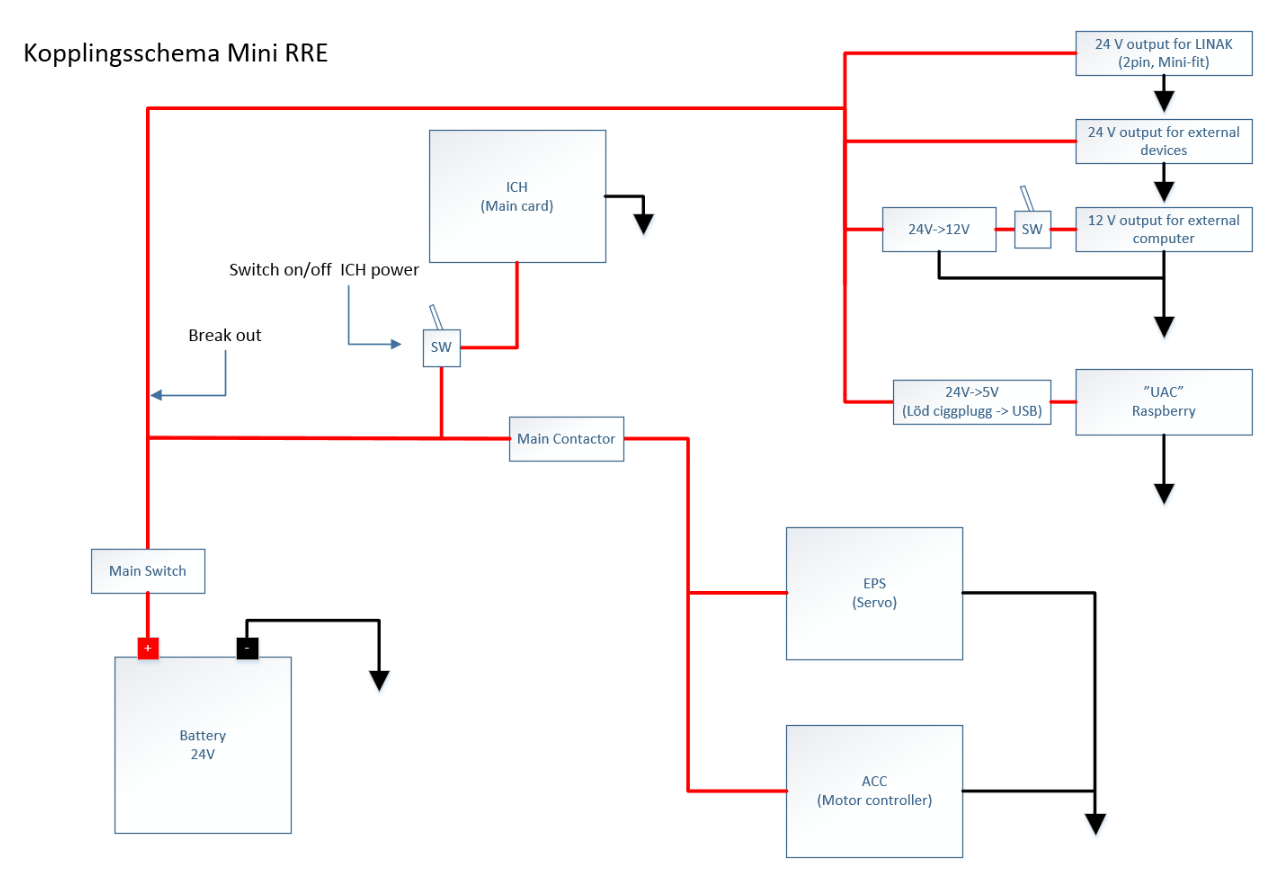 Kopplingsschema Mini RRE
24 V output for LINAK
(2pin, Mini-fit)
24 V output for external
devices
ICH
(Main card)
24V->12V
SW
12 V output for external
computer
Switch on/off  ICH power
Break out
SW
24V->5V
(Löd ciggplugg -> USB)
”UAC”
Raspberry
Main Contactor
Main Switch
EPS
(Servo)
+
-
Battery
24V
ACC
(Motor controller)